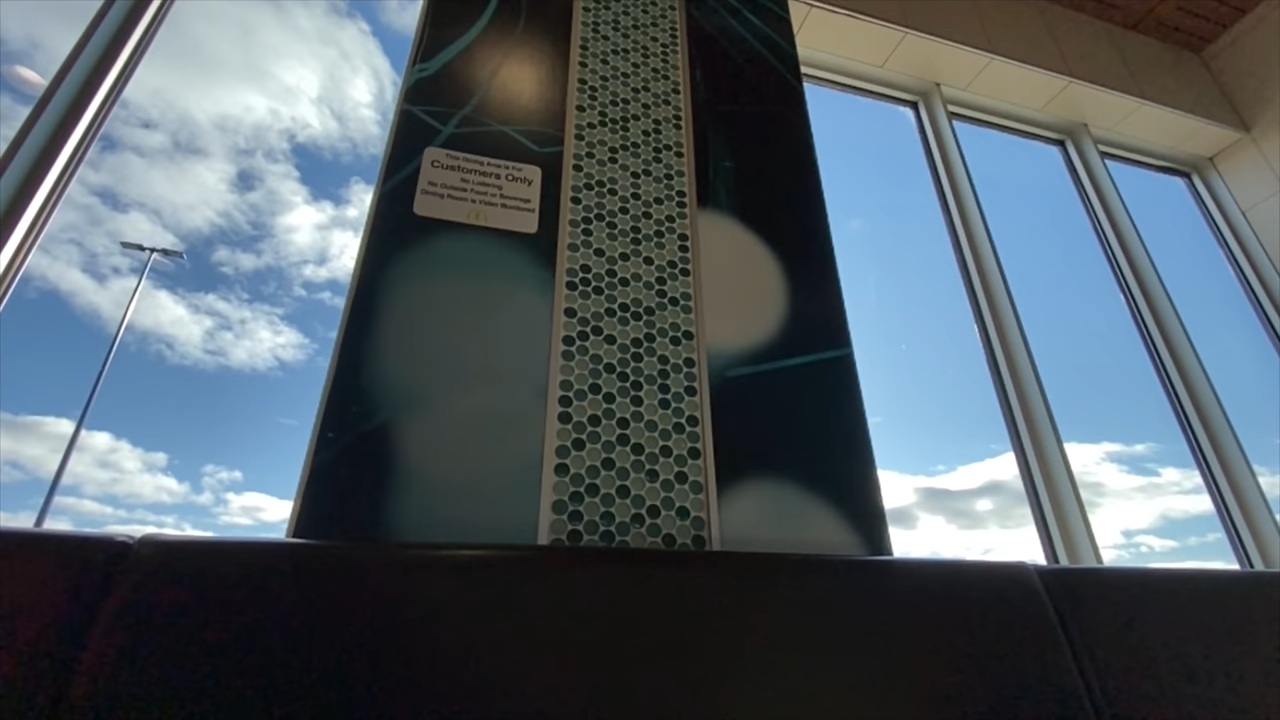 This Dining Area is For
Customers Only
No Loitering
No Outside Food or Beverage
Dining Room is Video Monitored